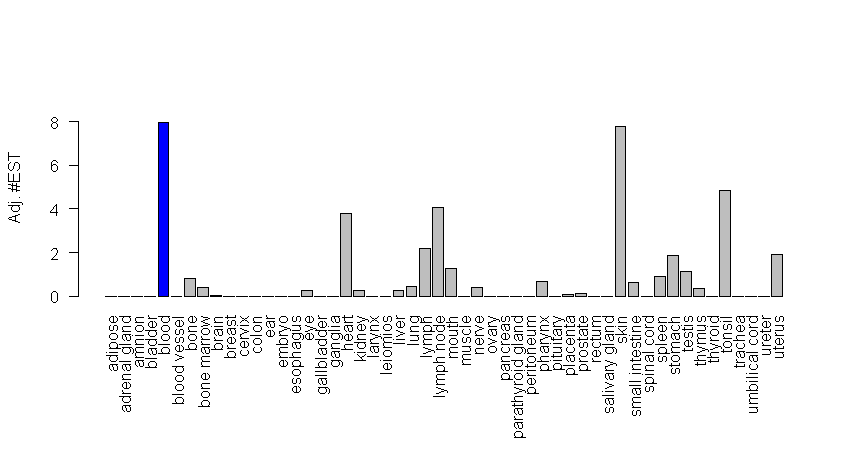 Adj. #EST
8
6
4
2
0
adipose
adrenal gland
amnion
bladder
blood
blood vessel
bone
bone marrow
brain
breast
cervix
colon
ear
embryo
esophagus
eye
gallbladder
ganglia
heart
kidney
larynx
leiomios
liver
lung
lymph
lymph node
mouth
muscle
nerve
ovary
pancreas
parathyroid gland
peritoneum
pharynx
pituitary
placenta
prostate
rectum
salivary gland
skin
small intestine
spinal cord
spleen
stomach
testis
thymus
thyroid
tonsil
trachea
umbilical cord
ureter
uterus